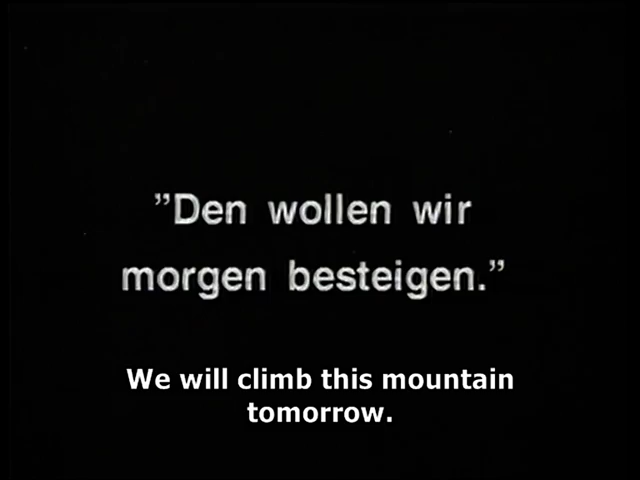 ”Den wollen wir
morgen besteigen.”
We will climb this mountain
tomorrow.